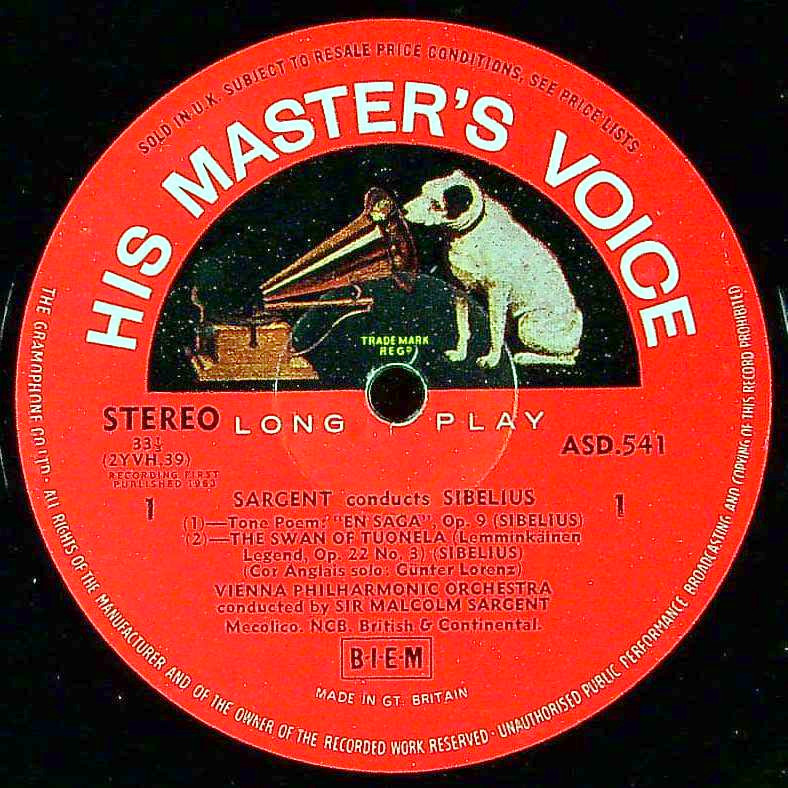 SOLD IN U.K. SUBJECT TO RESALE PRICE CONDITIONS, SEE PRICE LISTS
HIS MASTER'S VOICE
TRADE MARK
REGD
STEREO
LONG PLAY
33⅓
(2YVH.39)
RECORDING FIRST
PUBLISHED 1963
ASD.541
1
1
SARGENT conducts SIBELIUS
(1)—Tone Poem: "EN SAGA", Op. 9 (SIBELIUS)
(2)—THE SWAN OF TUONELA (Lemminkäinen
Legend, Op. 22 No. 3) (SIBELIUS)
(Cor Anglais solo: Günter Lorenz)
VIENNA PHILHARMONIC ORCHESTRA
conducted by SIR MALCOLM SARGENT
Mecolico. NCB. British & Continental.
B·I·E·M
MADE IN GT. BRITAIN
THE GRAMOPHONE CO LTD. · ALL RIGHTS OF THE MANUFACTURER AND OF THE OWNER OF THE RECORDED WORK RESERVED · UNAUTHORISED PUBLIC PERFORMANCE BROADCASTING AND COPYING OF THIS RECORD PROHIBITED